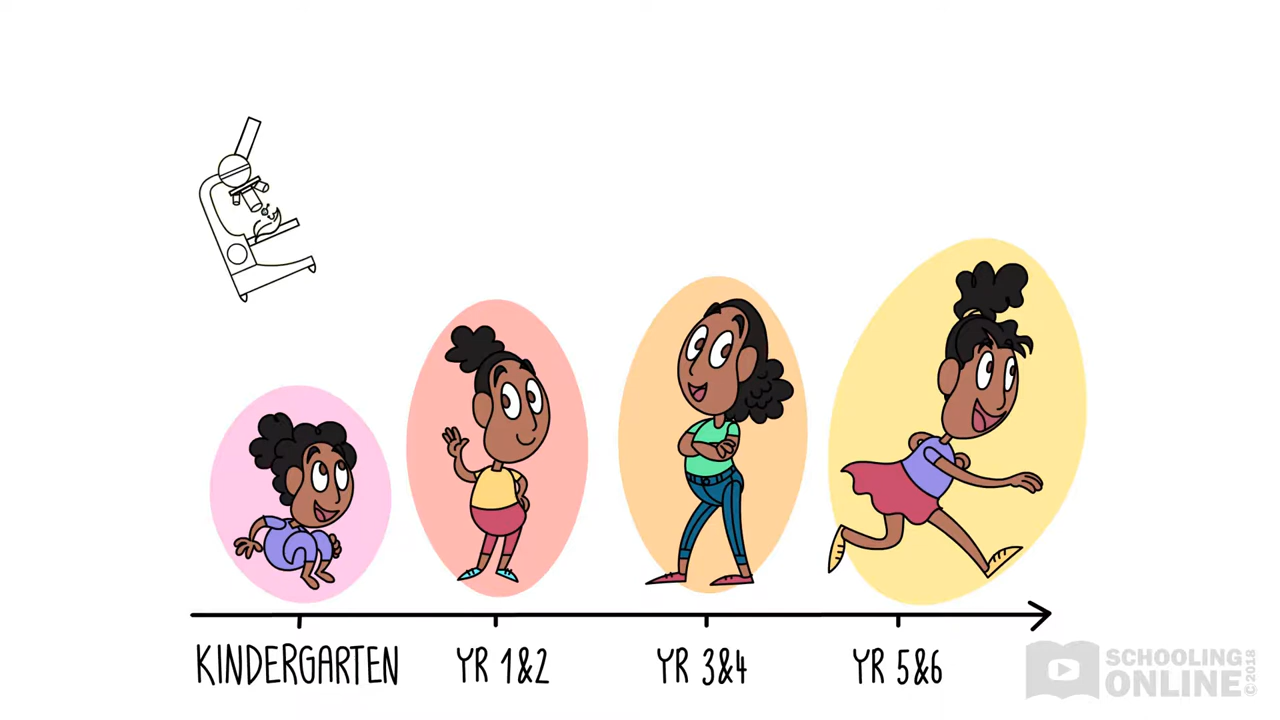 KINDERGARTEN
YR 1&2
YR 3&4
YR 5&6
SCHOOLING
ONLINE
©2018